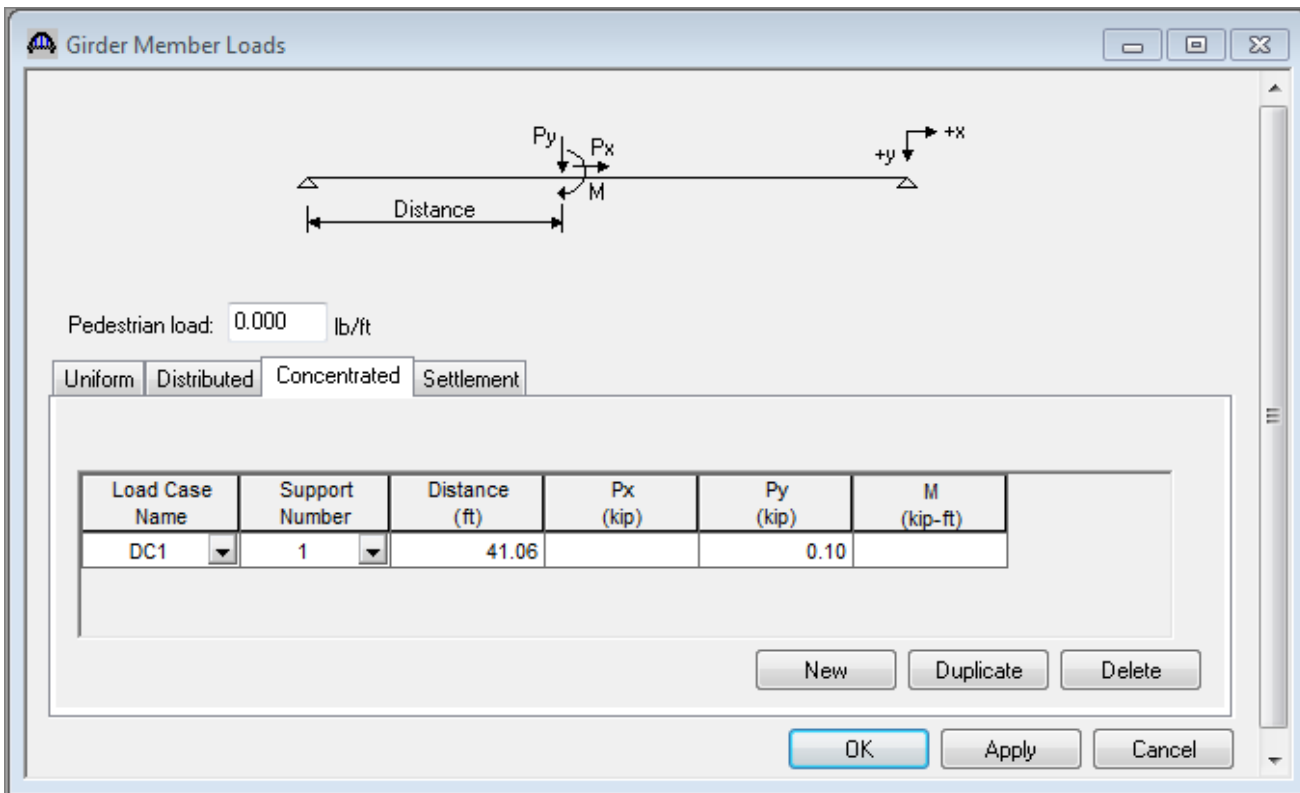 Girder Member Loads
Py
Px
+x
+y
M
Distance
Pedestrian load: 0.000 lb/ft
Uniform Distributed Concentrated Settlement
Load Case Name Support Number Distance (ft) Px (kip) Py (kip) M (kip-ft)
DC1 1 41.06 0.10
New Duplicate Delete
OK Apply Cancel